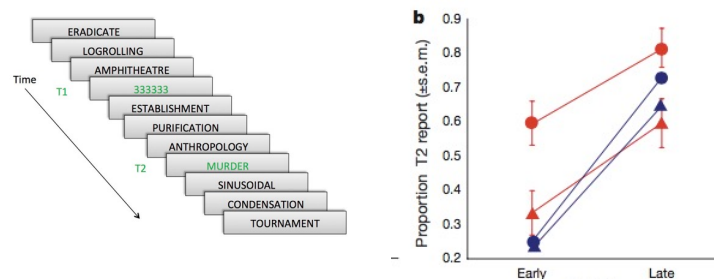 ERADICATE
LOGROLLING
AMPHITHEATRE
Time
T1
333333
ESTABLISHMENT
PURIFICATION
ANTHROPOLOGY
T2
MURDER
SINUSOIDAL
CONDENSATION
TOURNAMENT
b
Proportion T2 report (±s.e.m.)
0.9
0.8
0.7
0.6
0.5
0.4
0.3
0.2
Early Late